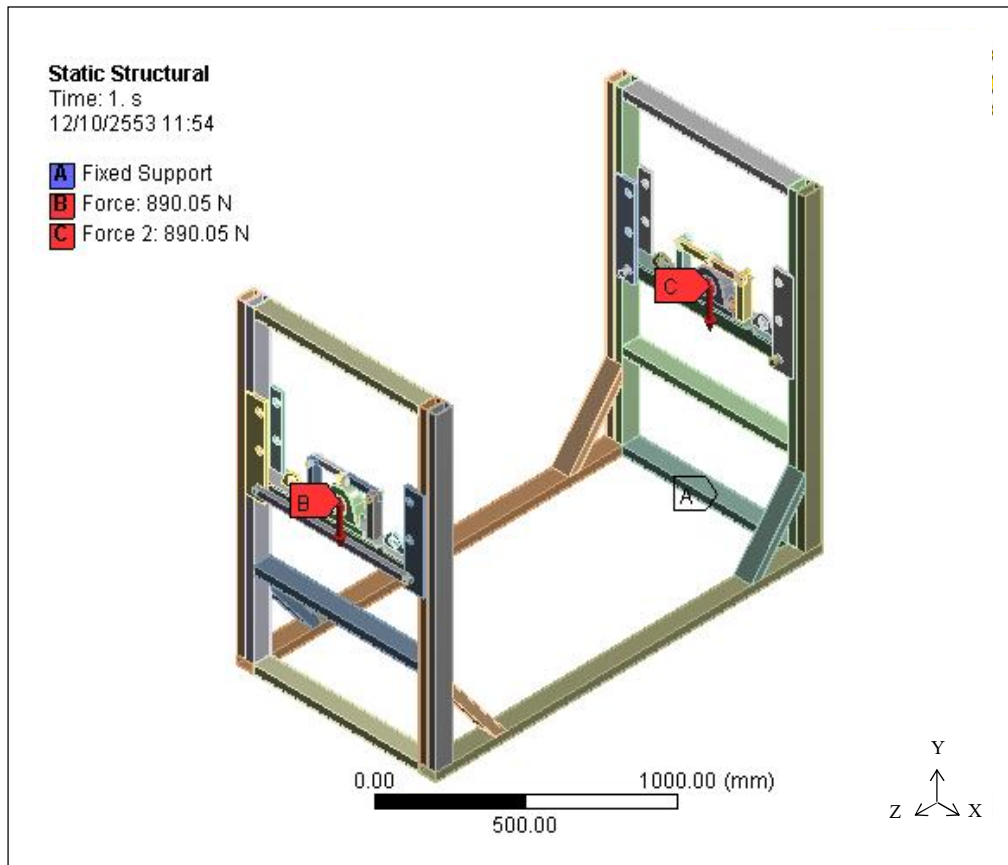 Static Structural
Time: 1. s
12/10/2553 11:54
A Fixed Support
B Force: 890.05 N
C Force 2: 890.05 N
C
B
A
0.00 1000.00 (mm)
500.00
Y
Z X